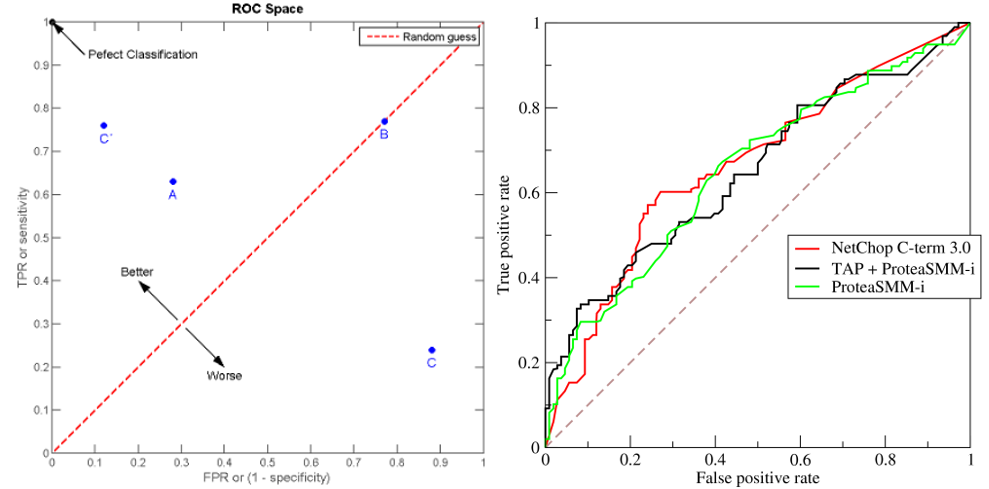 ROC Space
Random guess
Pefect Classification
C´
A
B
C
Better
Worse
TPR or sensitivity
1
0.9
0.8
0.7
0.6
0.5
0.4
0.3
0.2
0.1
0
0
0.1
0.2
0.3
0.4
0.5
0.6
0.7
0.8
0.9
1
FPR or (1 - specificity)
True positive rate
1
0.8
0.6
0.4
0.2
0
NetChop C-term 3.0
TAP + ProteaSMM-i
ProteaSMM-i
0
0.2
0.4
0.6
0.8
1
False positive rate